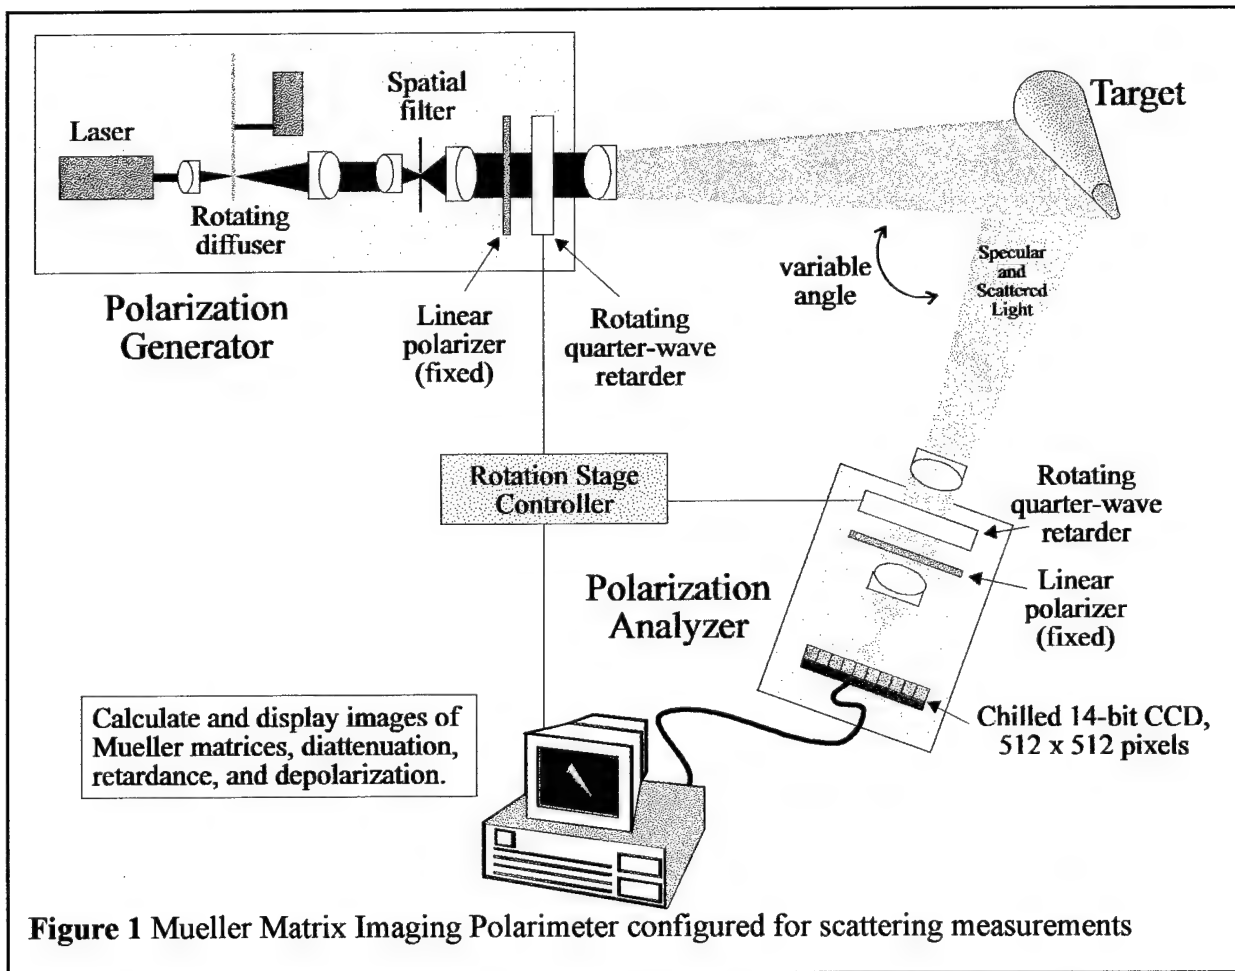 Laser
Spatial
filter
Target
Rotating
diffuser
variable
angle
Specular
and
Scattered
Light
Polarization
Generator
Linear
polarizer
(fixed)
Rotating
quarter-wave
retarder
Rotation Stage
Controller
Rotating
quarter-wave
retarder
Polarization
Analyzer
Linear
polarizer
(fixed)
Calculate and display images of
Mueller matrices, diattenuation,
retardance, and depolarization.
Chilled 14-bit CCD,
512 x 512 pixels
Figure 1 Mueller Matrix Imaging Polarimeter configured for scattering measurements